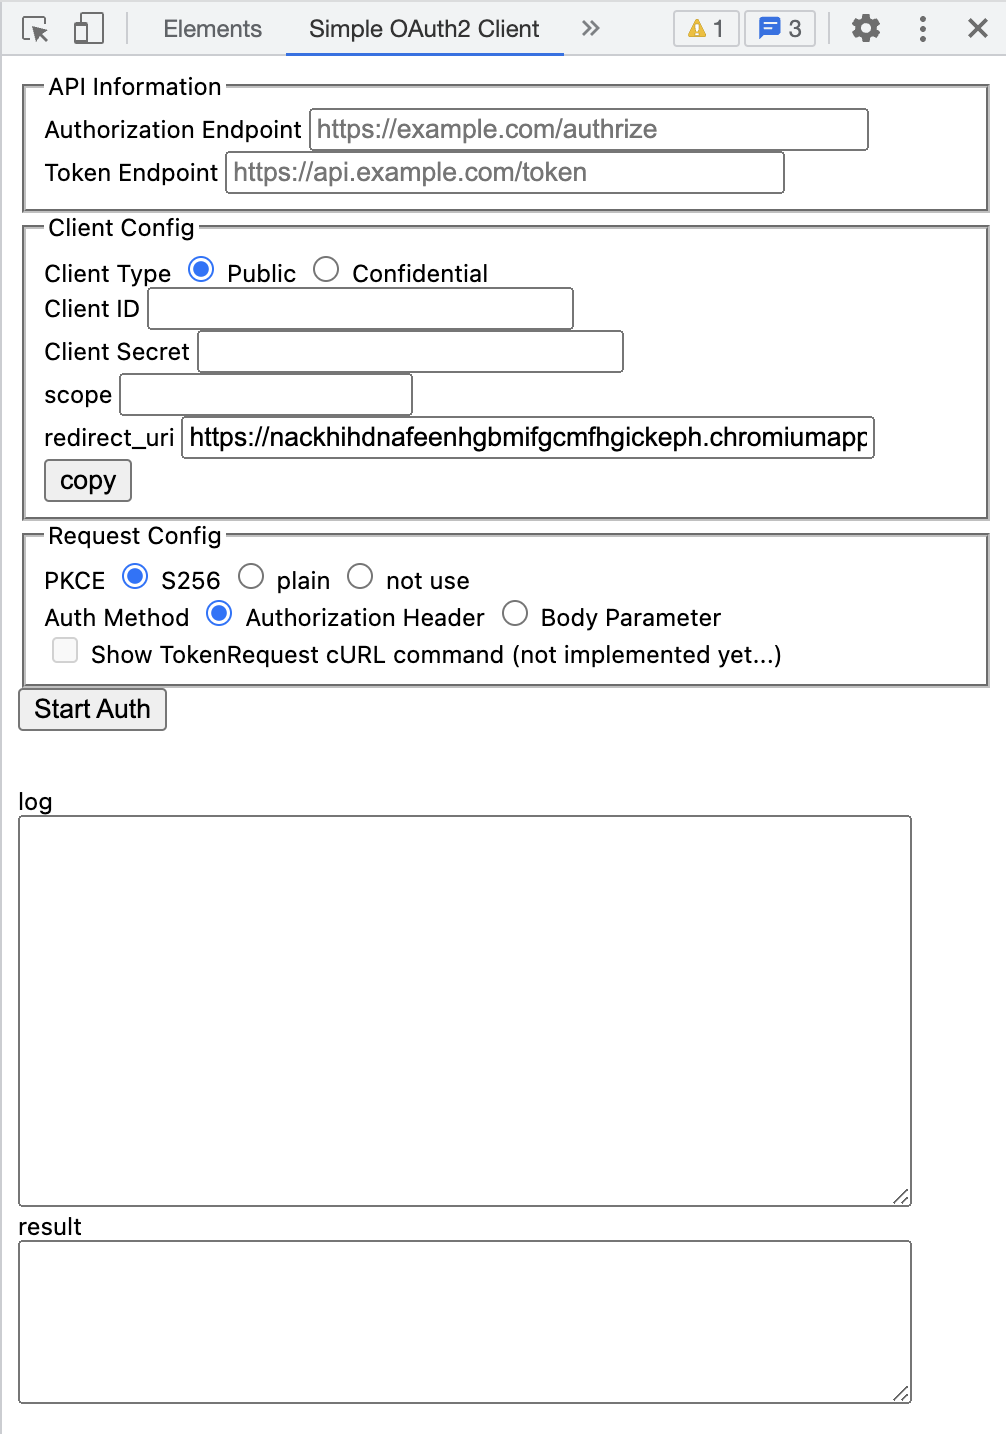 Elements Simple OAuth2 Client » 1 3
API Information
Authorization Endpoint https://example.com/authrize
Token Endpoint https://api.example.com/token
Client Config
Client Type Public Confidential
Client ID
Client Secret
scope
redirect_uri https://nackhihdnafeenhgbmifgcmfhgickeph.chromiumapp
copy
Request Config
PKCE S256 plain not use
Auth Method Authorization Header Body Parameter
Show TokenRequest cURL command (not implemented yet...)
Start Auth
log
result